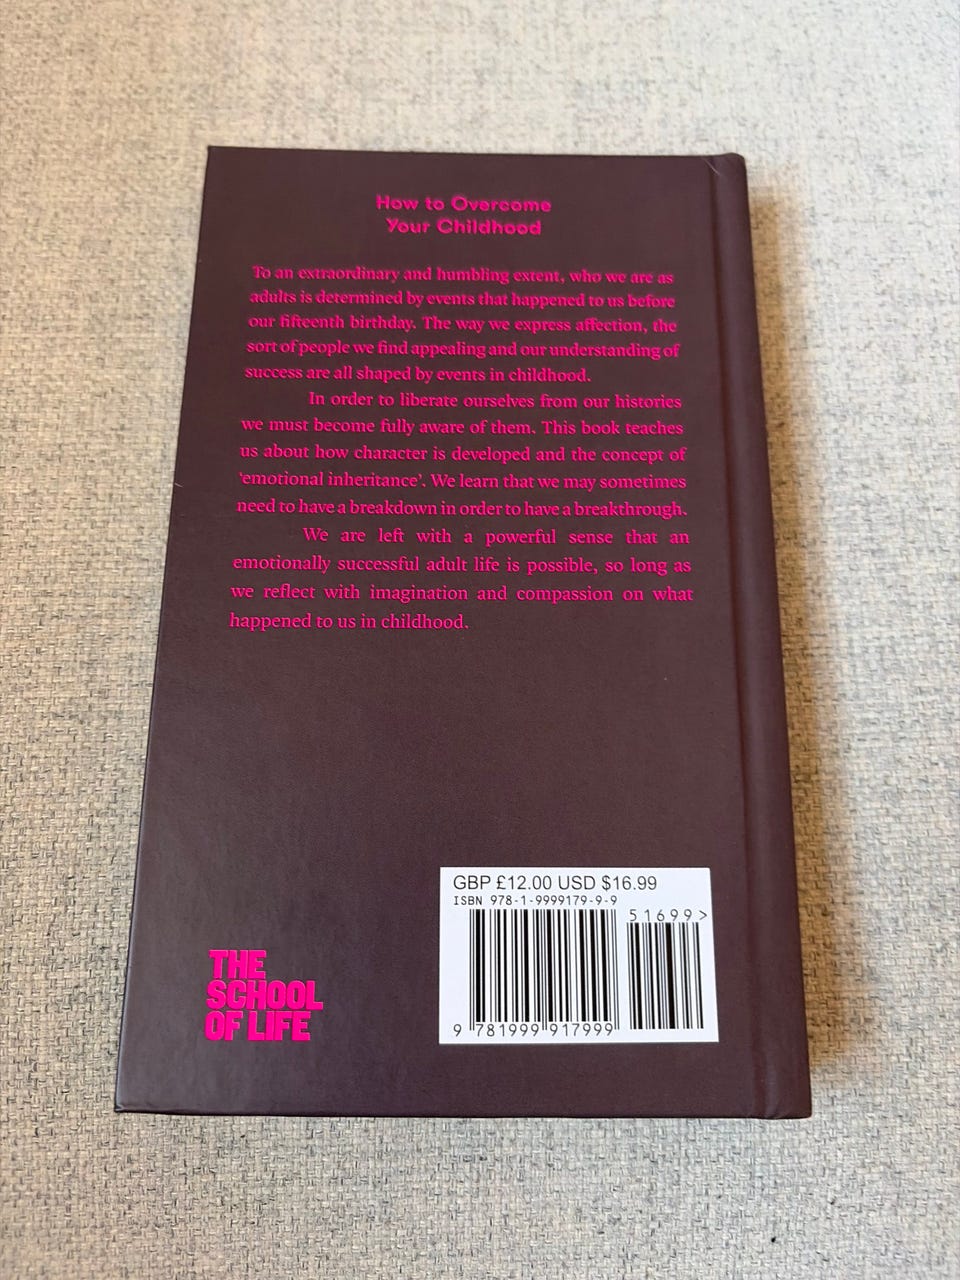 How to Overcome
Your Childhood
To an extraordinary and humbling extent, who we are as
adults is determined by events that happened to us before
our fifteenth birthday. The way we express affection, the
sort of people we find appealing and our understanding of
success are all shaped by events in childhood.
In order to liberate ourselves from our histories
we must become fully aware of them. This book teaches
us about how character is developed and the concept of
‘emotional inheritance’. We learn that we may sometimes
need to have a breakdown in order to have a breakthrough.
We are left with a powerful sense that an
emotionally successful adult life is possible, so long as
we reflect with imagination and compassion on what
happened to us in childhood.
GBP £12.00 USD $16.99
ISBN 978-1-9999179-9-9
51699>
9 781999 917999
THE
SCHOOL
OF LIFE